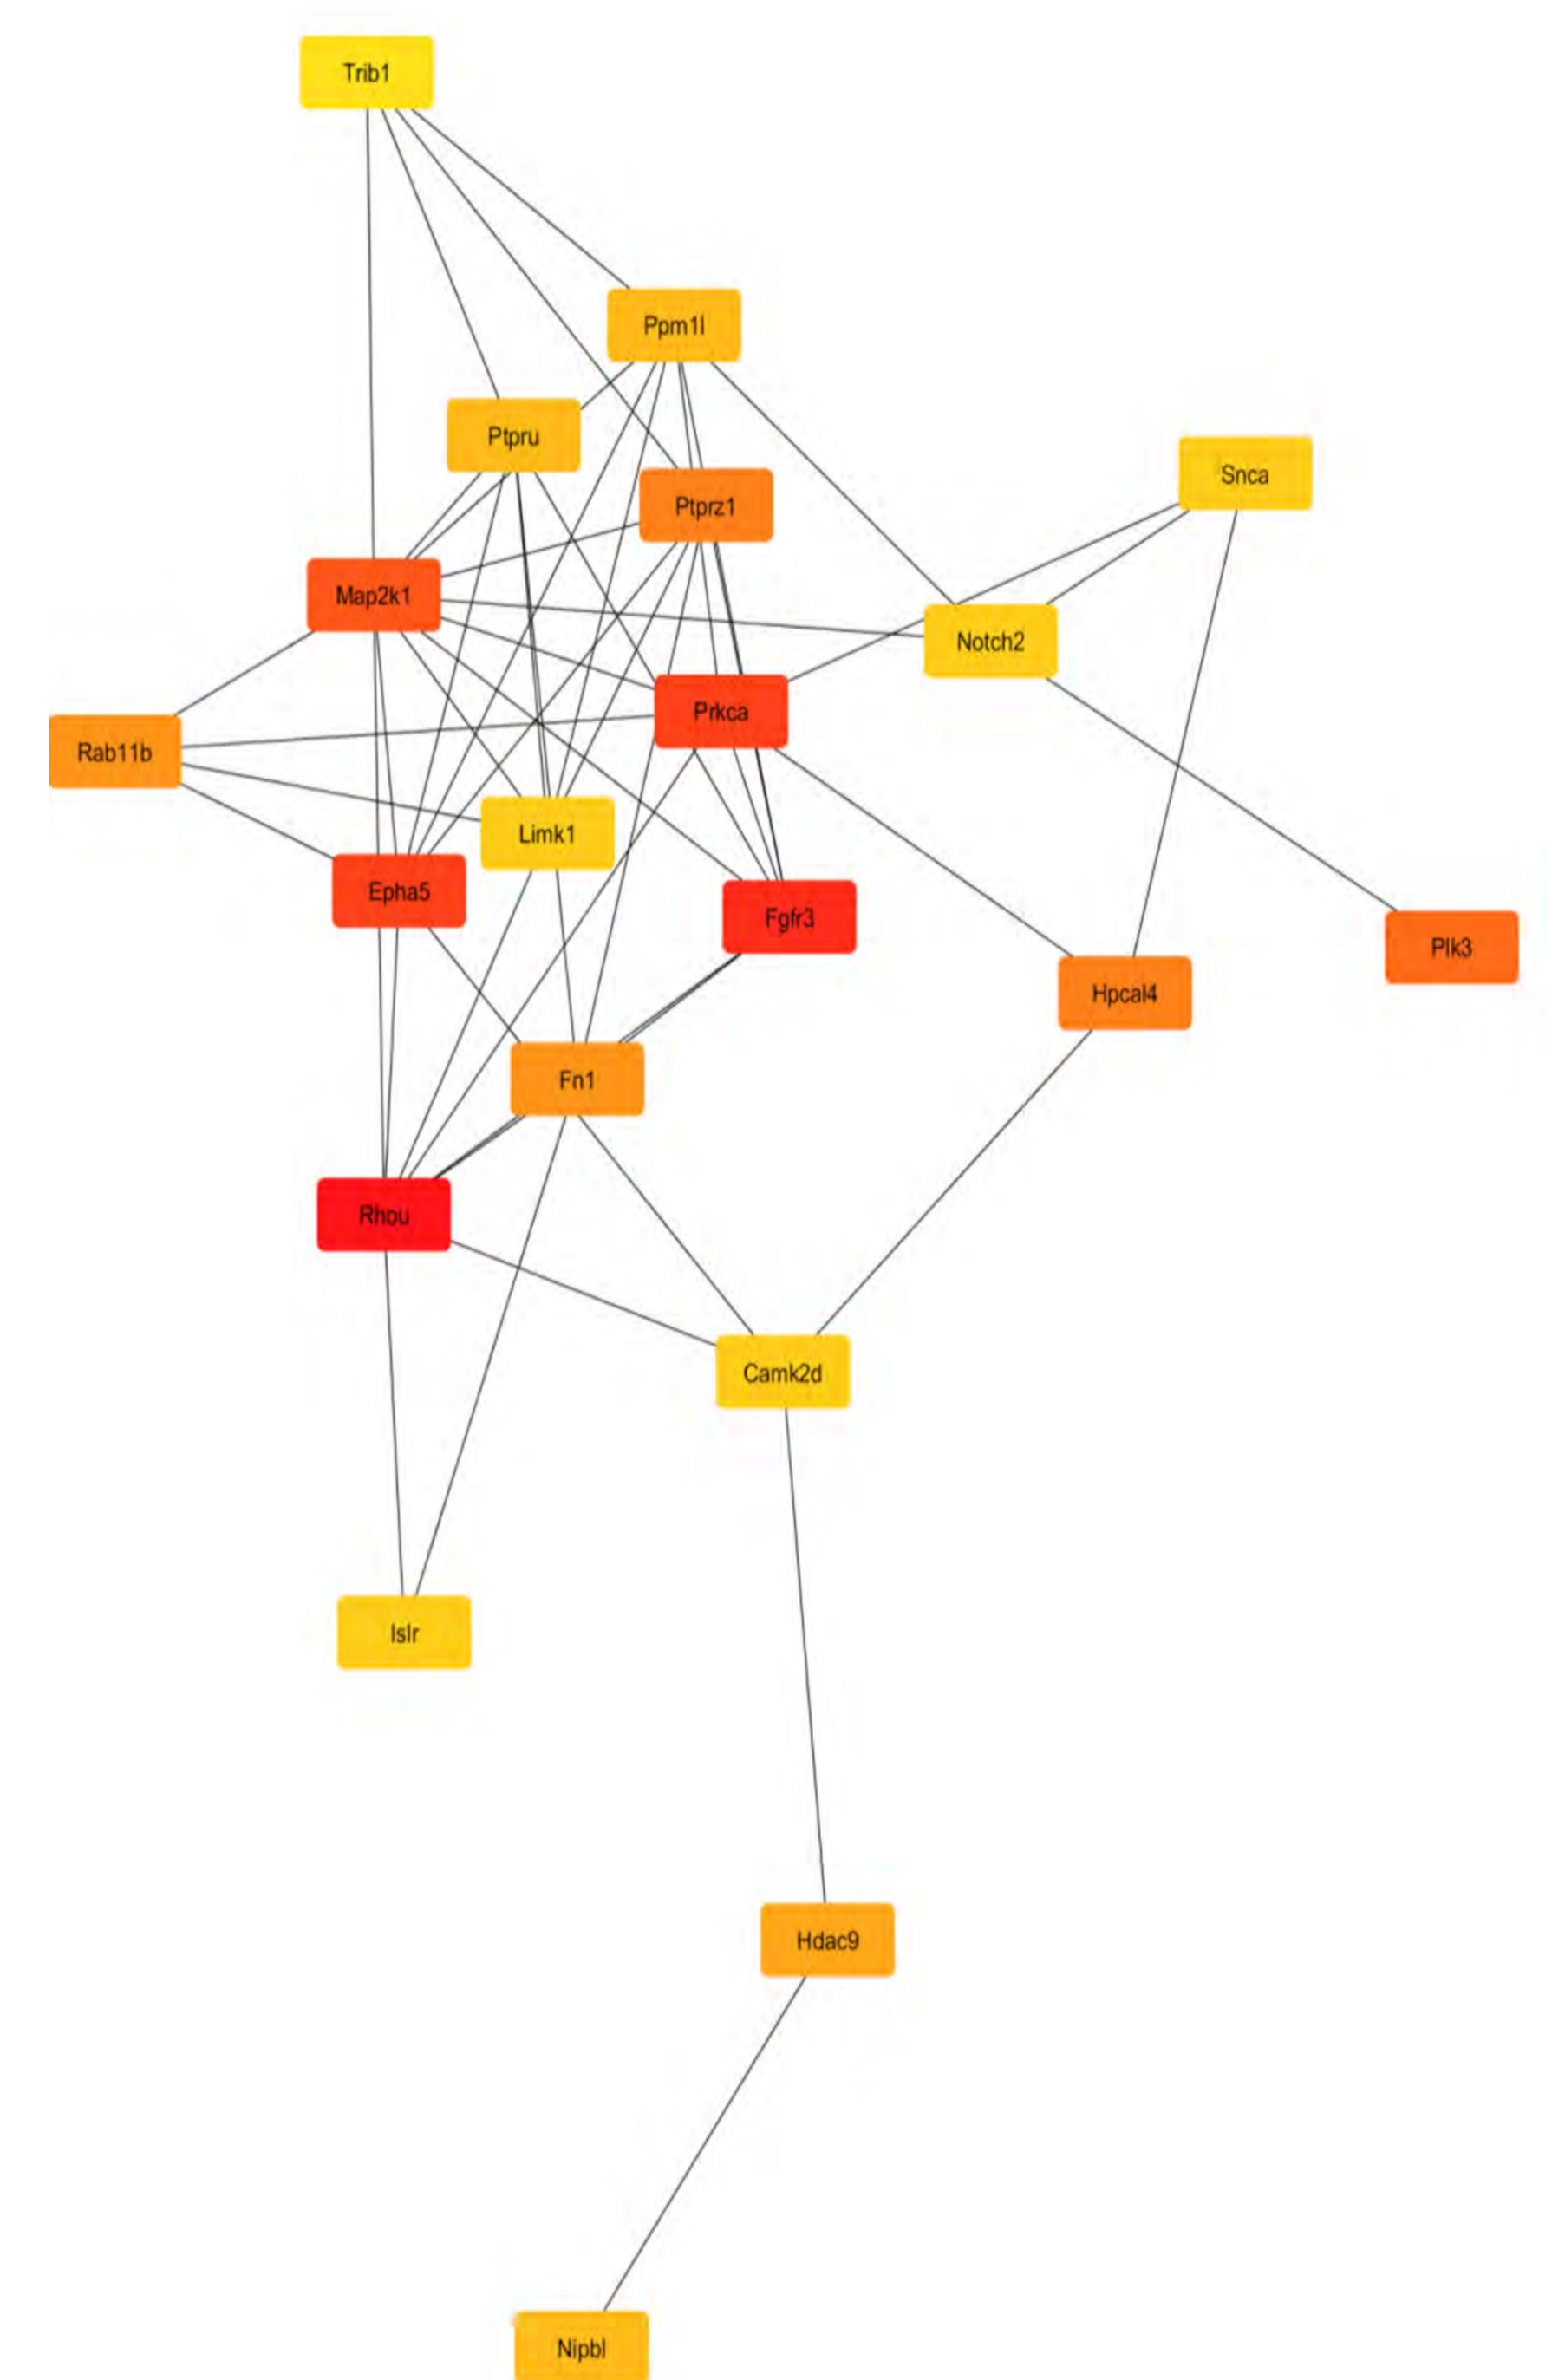 Trib1
Ppm1l
Ptpru
Snca
Ptprz1
Map2k1
Notch2
Prkca
Rab11b
Limk1
Epha5
Fgfr3
Plk3
Hpcal4
Fn1
Rhou
Camk2d
Islr
Hdac9
Nipbl